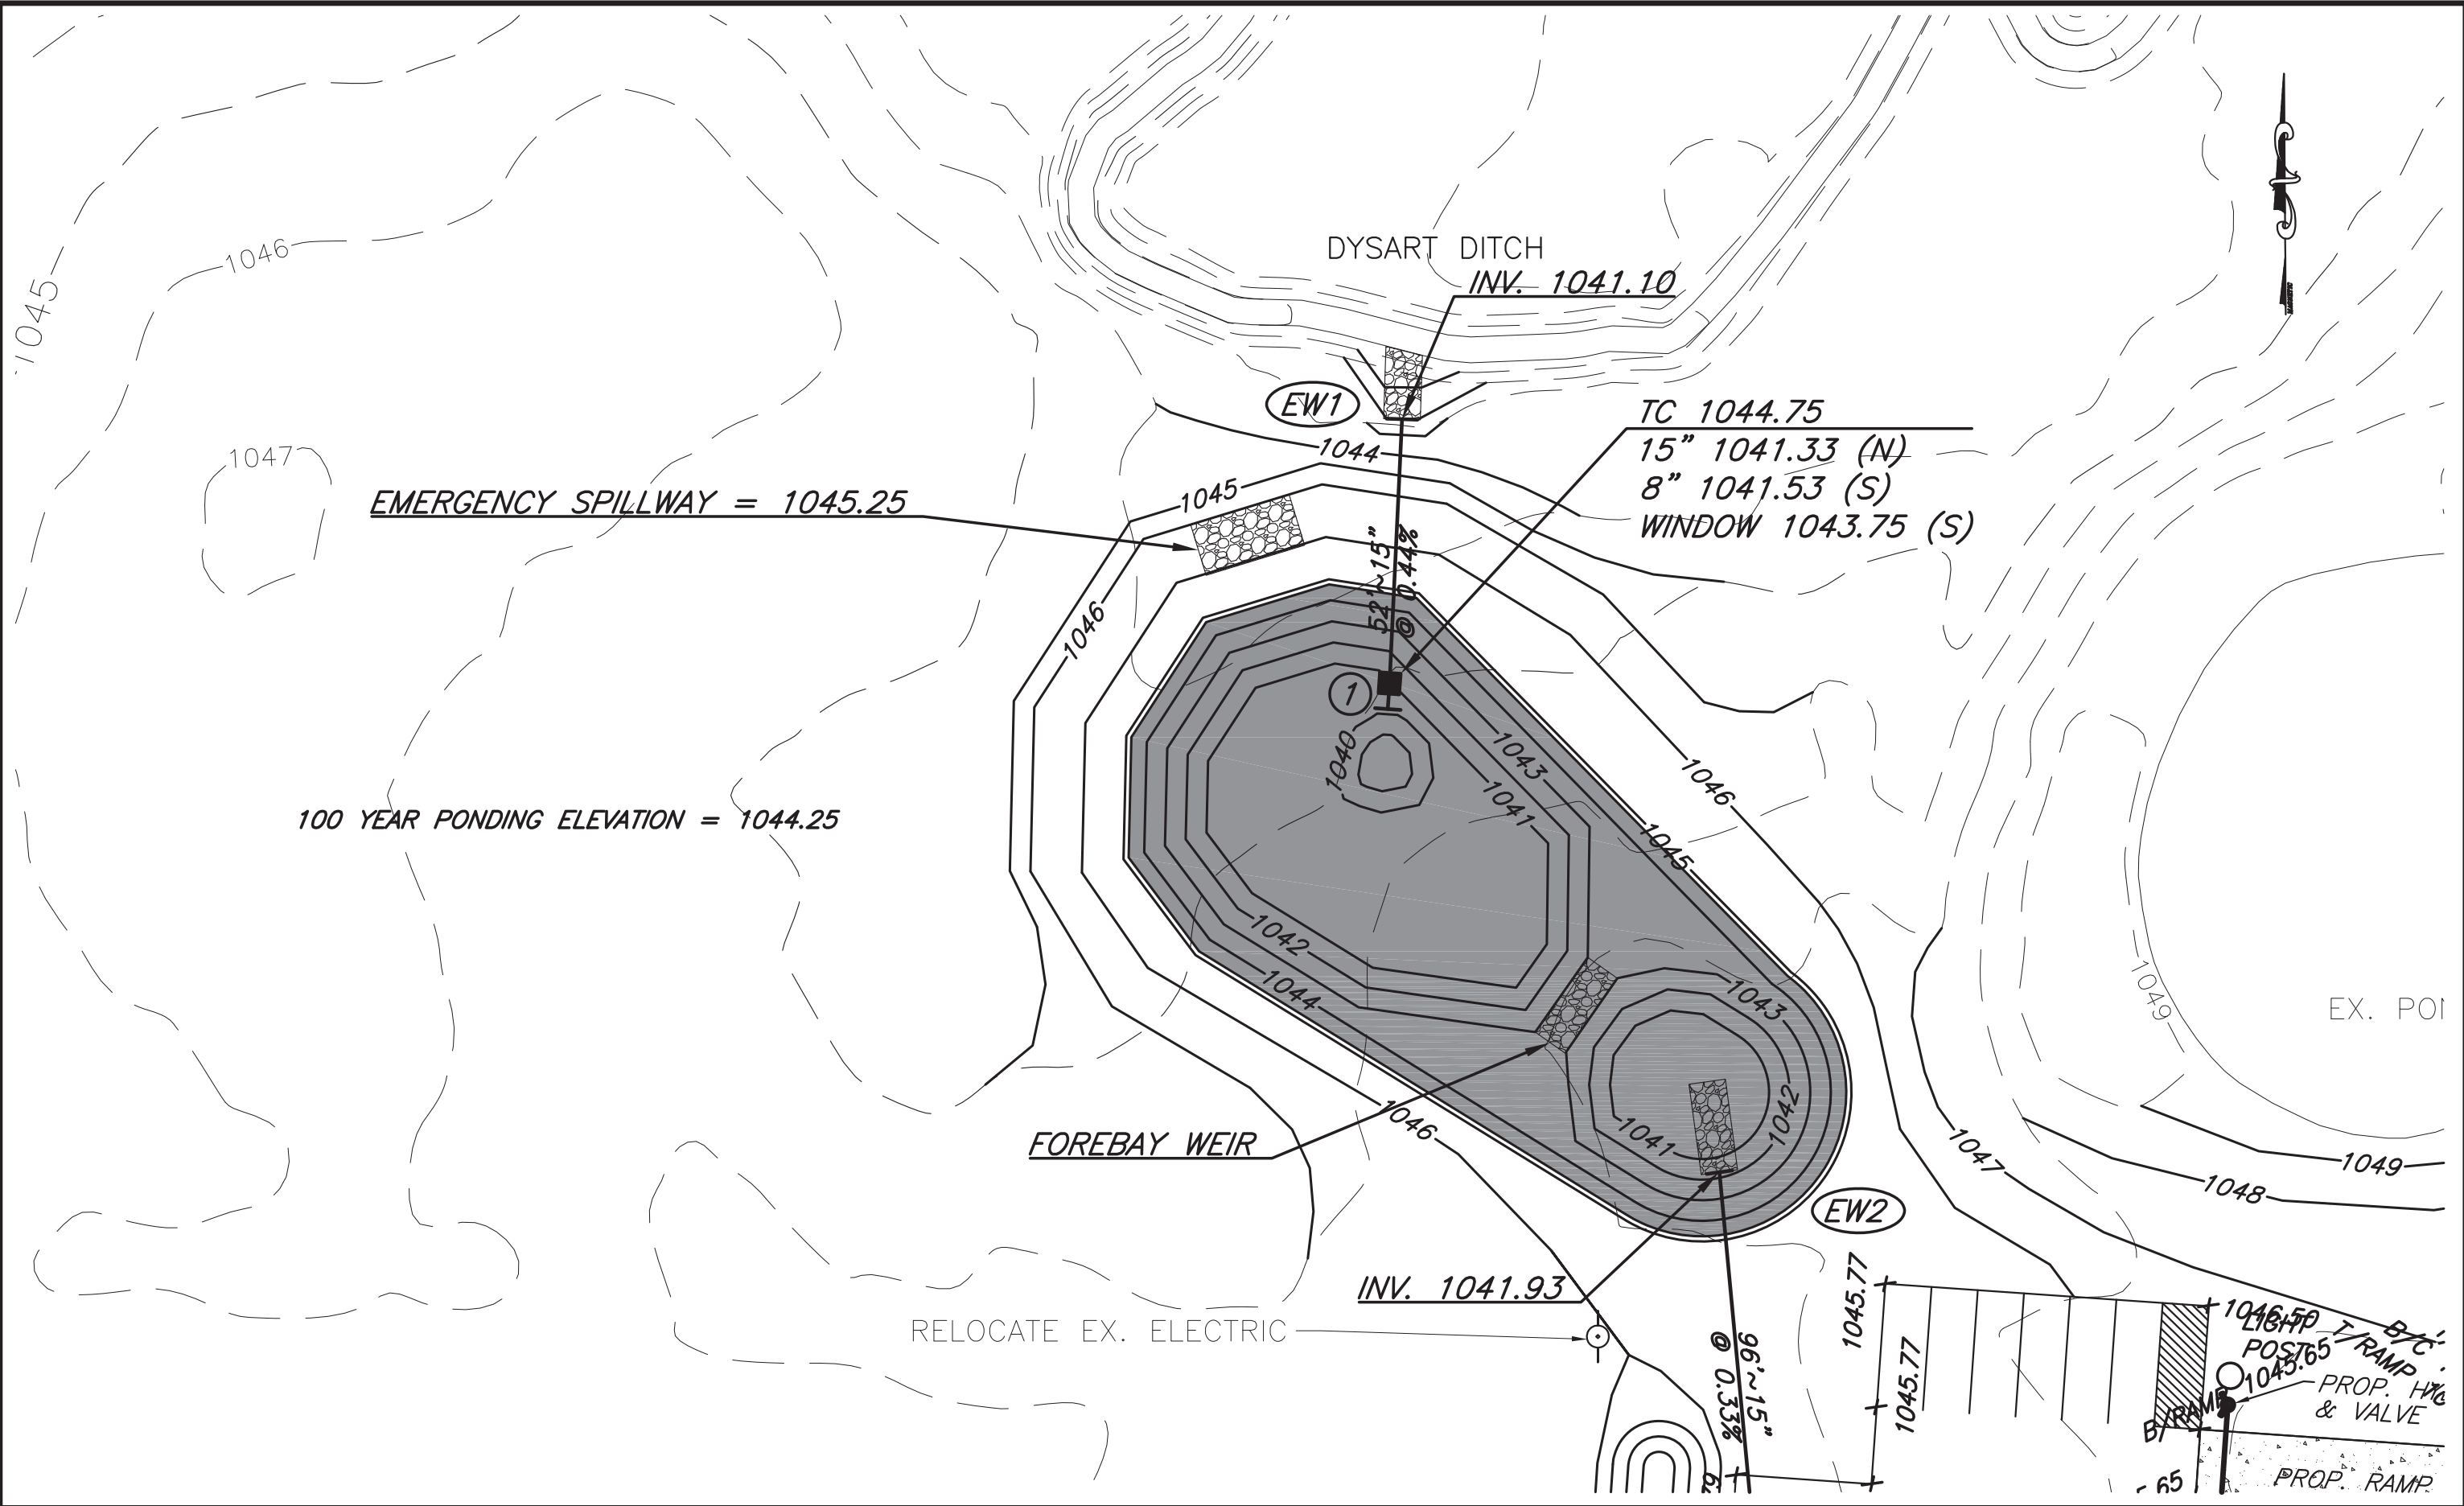 1045
1046
1047
DYSART DITCH
INV. 1041.10
EW1
TC 1044.75
15" 1041.33 (N)
8" 1041.53 (S)
WINDOW 1043.75 (S)
1044
1045
EMERGENCY SPILLWAY = 1045.25
52'~15"
@ 0.44%
1046
1
1040
1043
1041
1046
1045
100 YEAR PONDING ELEVATION = 1044.25
1042
1044
1043
1049
EX. PO
1042
1041
1046
FOREBAY WEIR
1047
1049
1048
EW2
INV. 1041.93
RELOCATE EX. ELECTRIC
96'~15"
@ 0.33%
1045.77
1045.77
1046.50
LIGHT
POST
T/RAMP
B/C
1045.65
PROP.
& VALVE
B/RAMP
PROP. RAMP
65